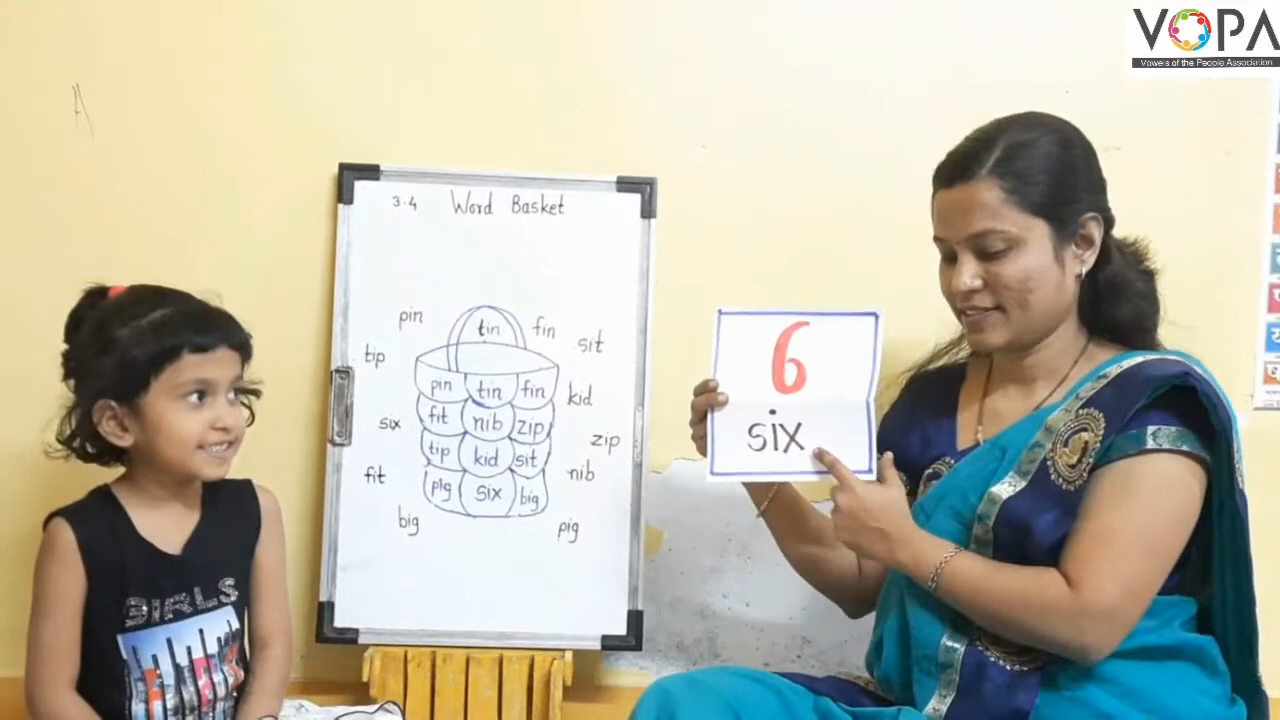 VOPA
Vowels of the People Association
3.4 Word Basket
pin
tin
fin
sit
tip
pin tin fin
kid
six
fit nib zip
zip
tip kid sit
fit
nib
pig six big
big
pig
6
six
GIRLS